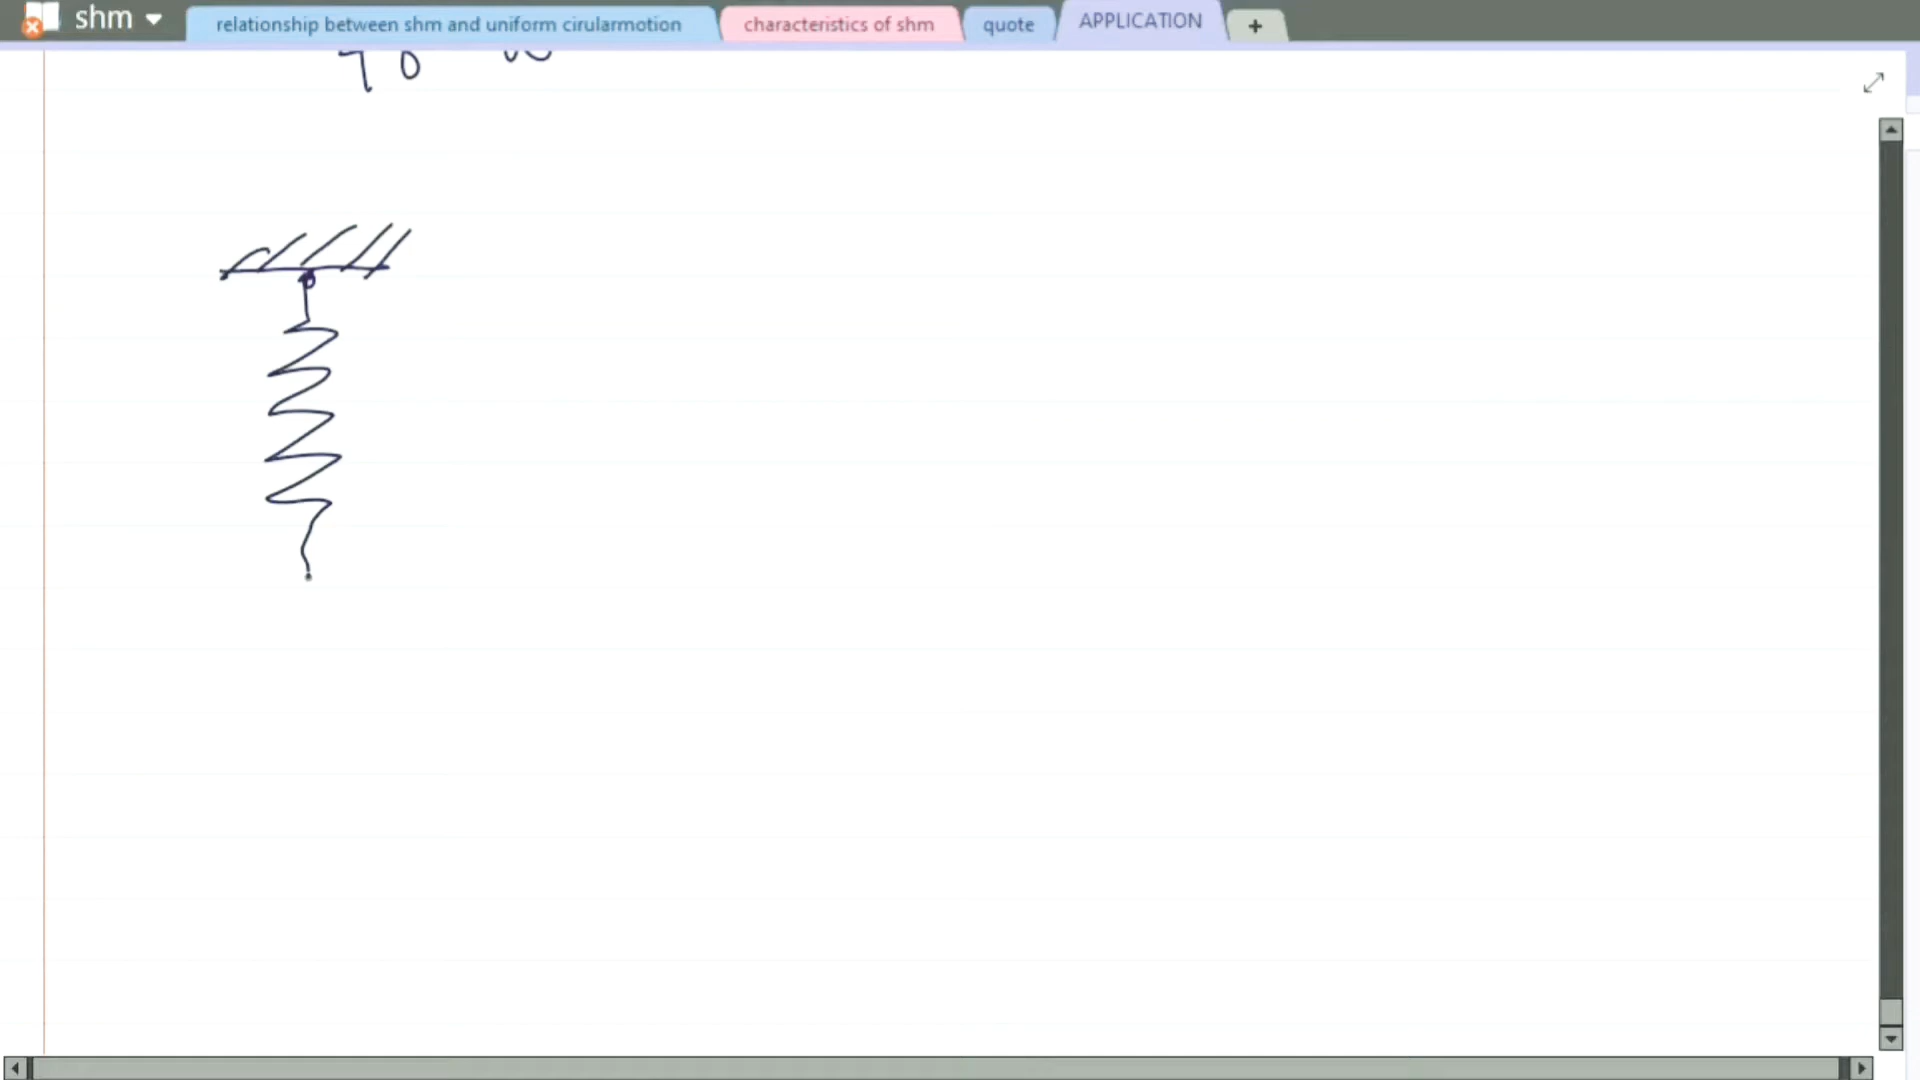 shm
relationship between shm and uniform cirularmotion
characteristics of shm
quote
APPLICATION
+